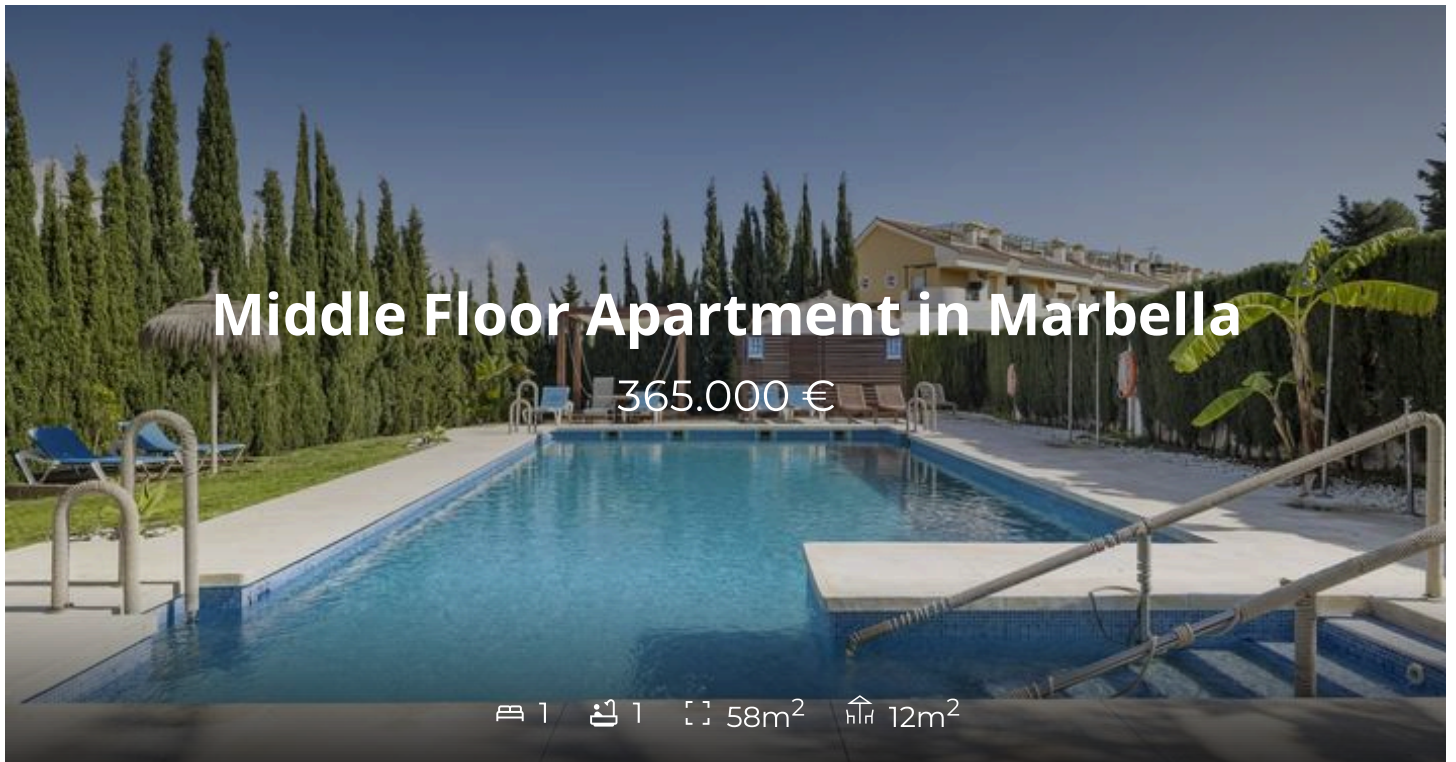 Middle Floor Apartment in Marbella
365.000 €
1 1 58m² 12m²